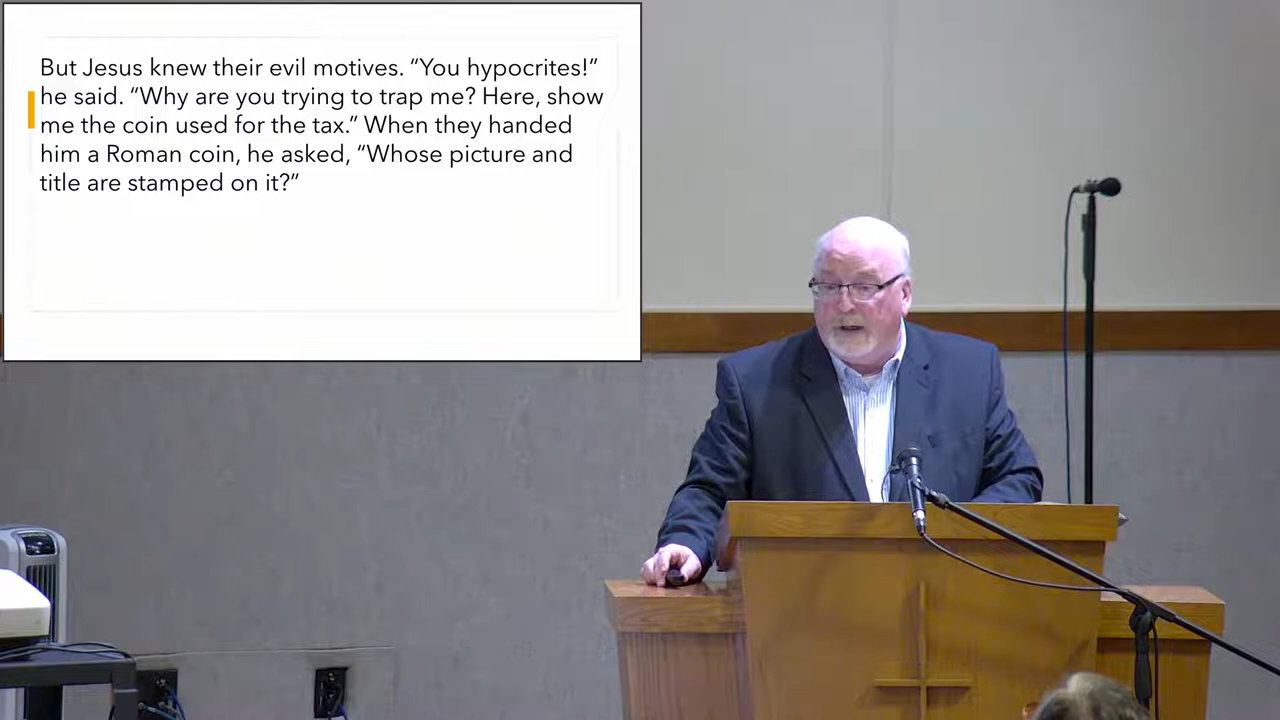 But Jesus knew their evil motives. “You hypocrites!”
he said. “Why are you trying to trap me? Here, show
me the coin used for the tax.” When they handed
him a Roman coin, he asked, “Whose picture and
title are stamped on it?”